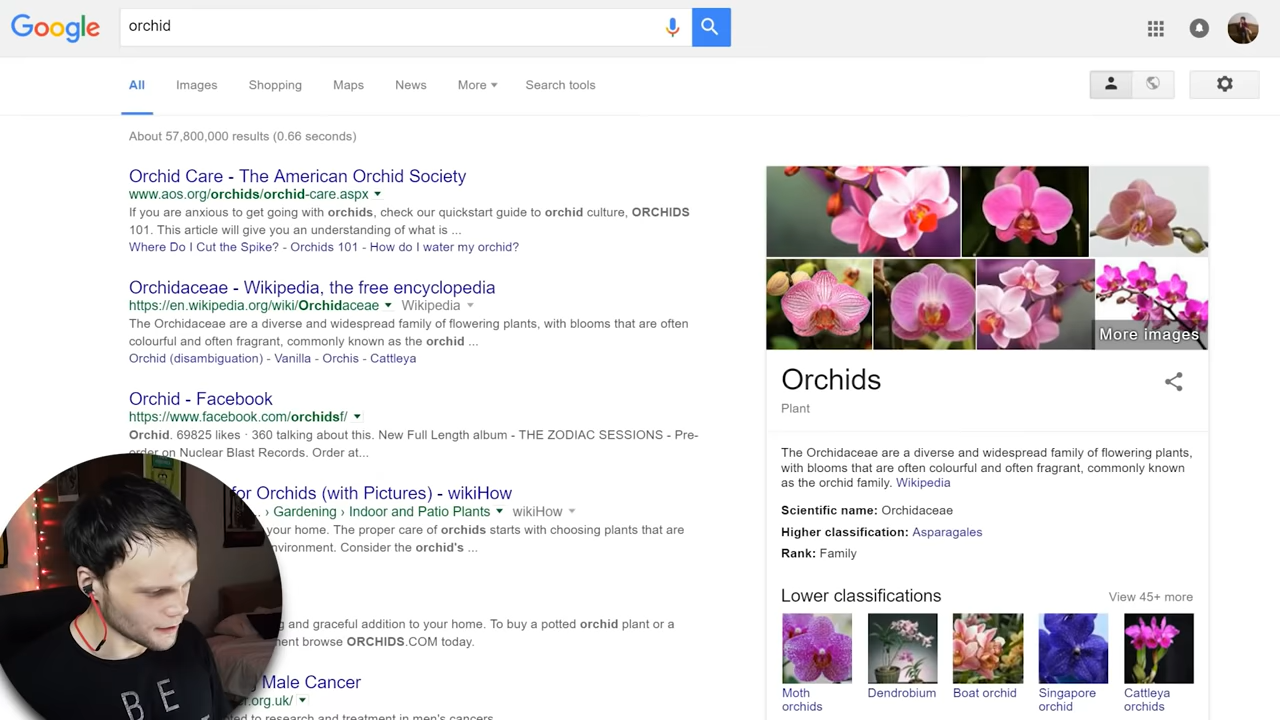 Google
orchid
All Images Shopping Maps News More Search tools
About 57,800,000 results (0.66 seconds)
Orchid Care - The American Orchid Society
www.aos.org/orchids/orchid-care.aspx
If you are anxious to get going with orchids, check our quickstart guide to orchid culture, ORCHIDS
101. This article will give you an understanding of what is ...
Where Do I Cut the Spike? - Orchids 101 - How do I water my orchid?
Orchidaceae - Wikipedia, the free encyclopedia
https://en.wikipedia.org/wiki/Orchidaceae Wikipedia
The Orchidaceae are a diverse and widespread family of flowering plants, with blooms that are often
colourful and often fragrant, commonly known as the orchid ...
Orchid (disambiguation) - Vanilla - Orchis - Cattleya
Orchid - Facebook
https://www.facebook.com/orchidsf/
Orchid. 69825 likes · 360 talking about this. New Full Length album - THE ZODIAC SESSIONS - Pre-
order on Nuclear Blast Records. Order at...
for Orchids (with Pictures) - wikiHow
... › Gardening › Indoor and Patio Plants wikiHow
your home. The proper care of orchids starts with choosing plants that are
nvironment. Consider the orchid's ...
g and graceful addition to your home. To buy a potted orchid plant or a
ment browse ORCHIDS.COM today.
Male Cancer
er.org.uk/
ted to research and treatment in men's cancers
BE
More images
Orchids
Plant
The Orchidaceae are a diverse and widespread family of flowering plants,
with blooms that are often colourful and often fragrant, commonly known
as the orchid family. Wikipedia
Scientific name: Orchidaceae
Higher classification: Asparagales
Rank: Family
Lower classifications View 45+ more
Moth orchids
Dendrobium
Boat orchid
Singapore orchid
Cattleya orchids